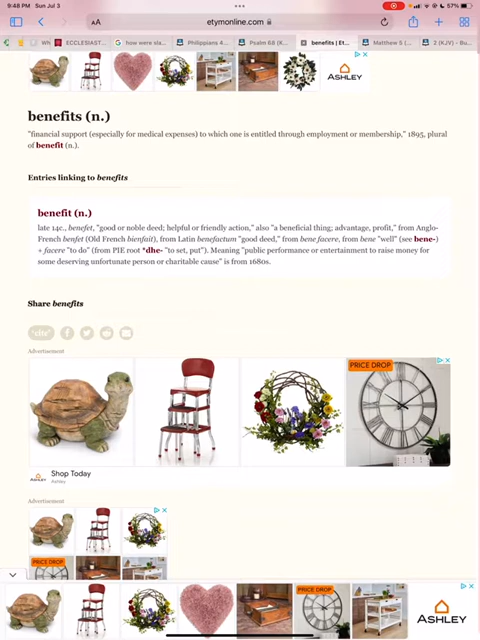 9:48 PM Sun Jul 3
57%
AA
etymonline.com
Wh
ECCLESIAST
how were sla
Philippians 4
Psalm 68 (K
benefits | Et
Matthew 5 (
2 (KJV) - Bu
ASHLEY
benefits (n.)
"financial support (especially for medical expenses) to which one is entitled through employment or membership," 1895, plural
of benefit (n.).
Entries linking to benefits
benefit (n.)
late 14c., benefet, "good or noble deed; helpful or friendly action," also "a beneficial thing; advantage, profit," from Anglo-
French benfet (Old French bienfait), from Latin benefactum "good deed," from bene facere, from bene "well" (see bene-)
+ facere "to do" (from PIE root *dhe- "to set, put"). Meaning "public performance or entertainment to raise money for
some deserving unfortunate person or charitable cause" is from 1680s.
Share benefits
Advertisement
PRICE DROP
Shop Today
Ashley
ASHLEY
Advertisement
PRICE DROP
PRICE DROP
ASHLEY